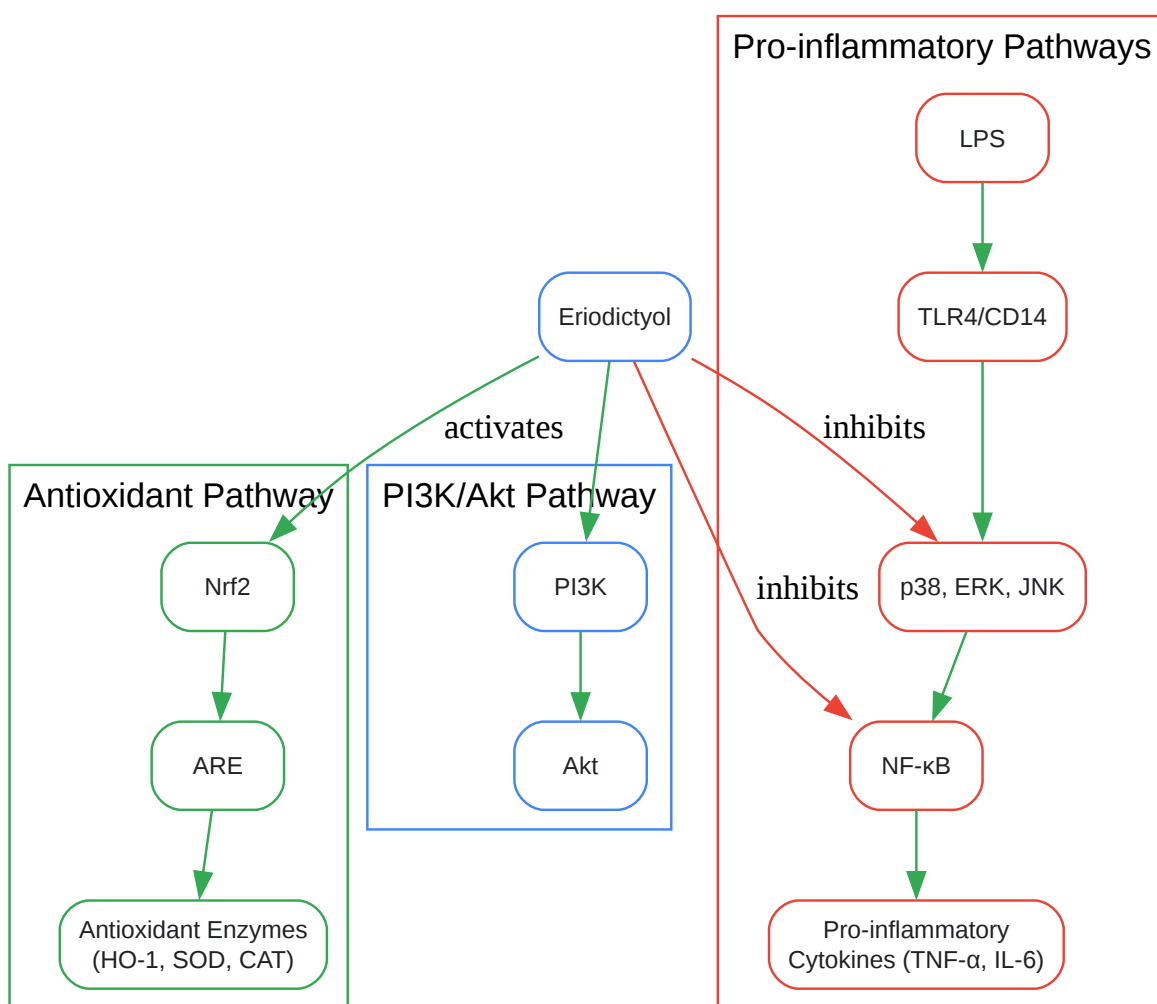 Pro-inflammatory Pathways
LPS
TLR4/CD14
Eriodictyol
activates
inhibits
Antioxidant Pathway
PI3K/Akt Pathway
Nrf2
PI3K
inhibits
p38, ERK, JNK
ARE
Akt
NF-κB
Antioxidant Enzymes
(HO-1, SOD, CAT)
Pro-inflammatory
Cytokines (TNF-α, IL-6)